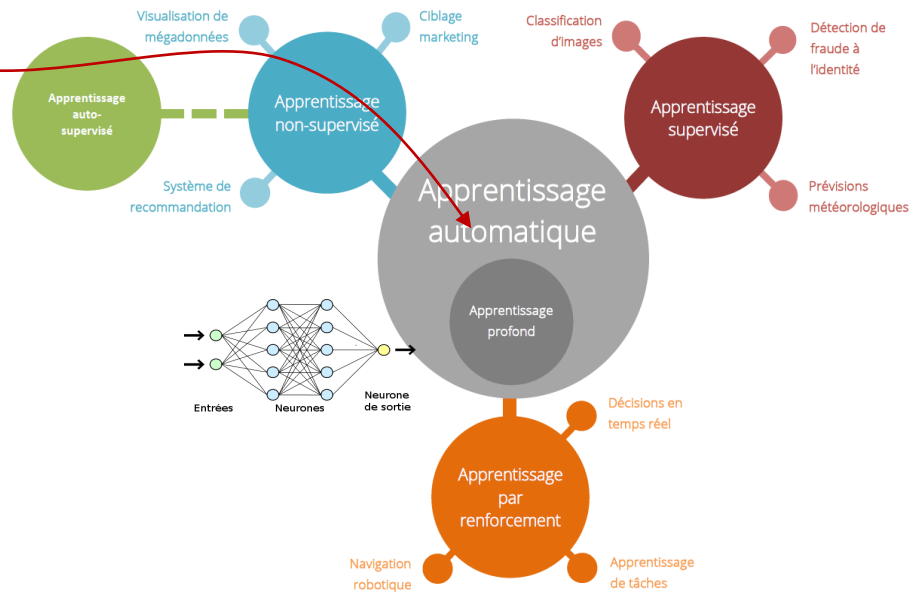 Visualisation de
mégadonnées
Ciblage
marketing
Classification
d'images
Détection de
fraude à
l'identité
Apprentissage
auto-
supervisé
Apprentissage
non-supervisé
Apprentissage
supervisé
Système de
recommandation
Prévisions
météorologiques
Apprentissage
automatique
Apprentissage
profond
Entrées
Neurones
Neurone
de sortie
Décisions en
temps réel
Apprentissage
par
renforcement
Navigation
robotique
Apprentissage
de tâches